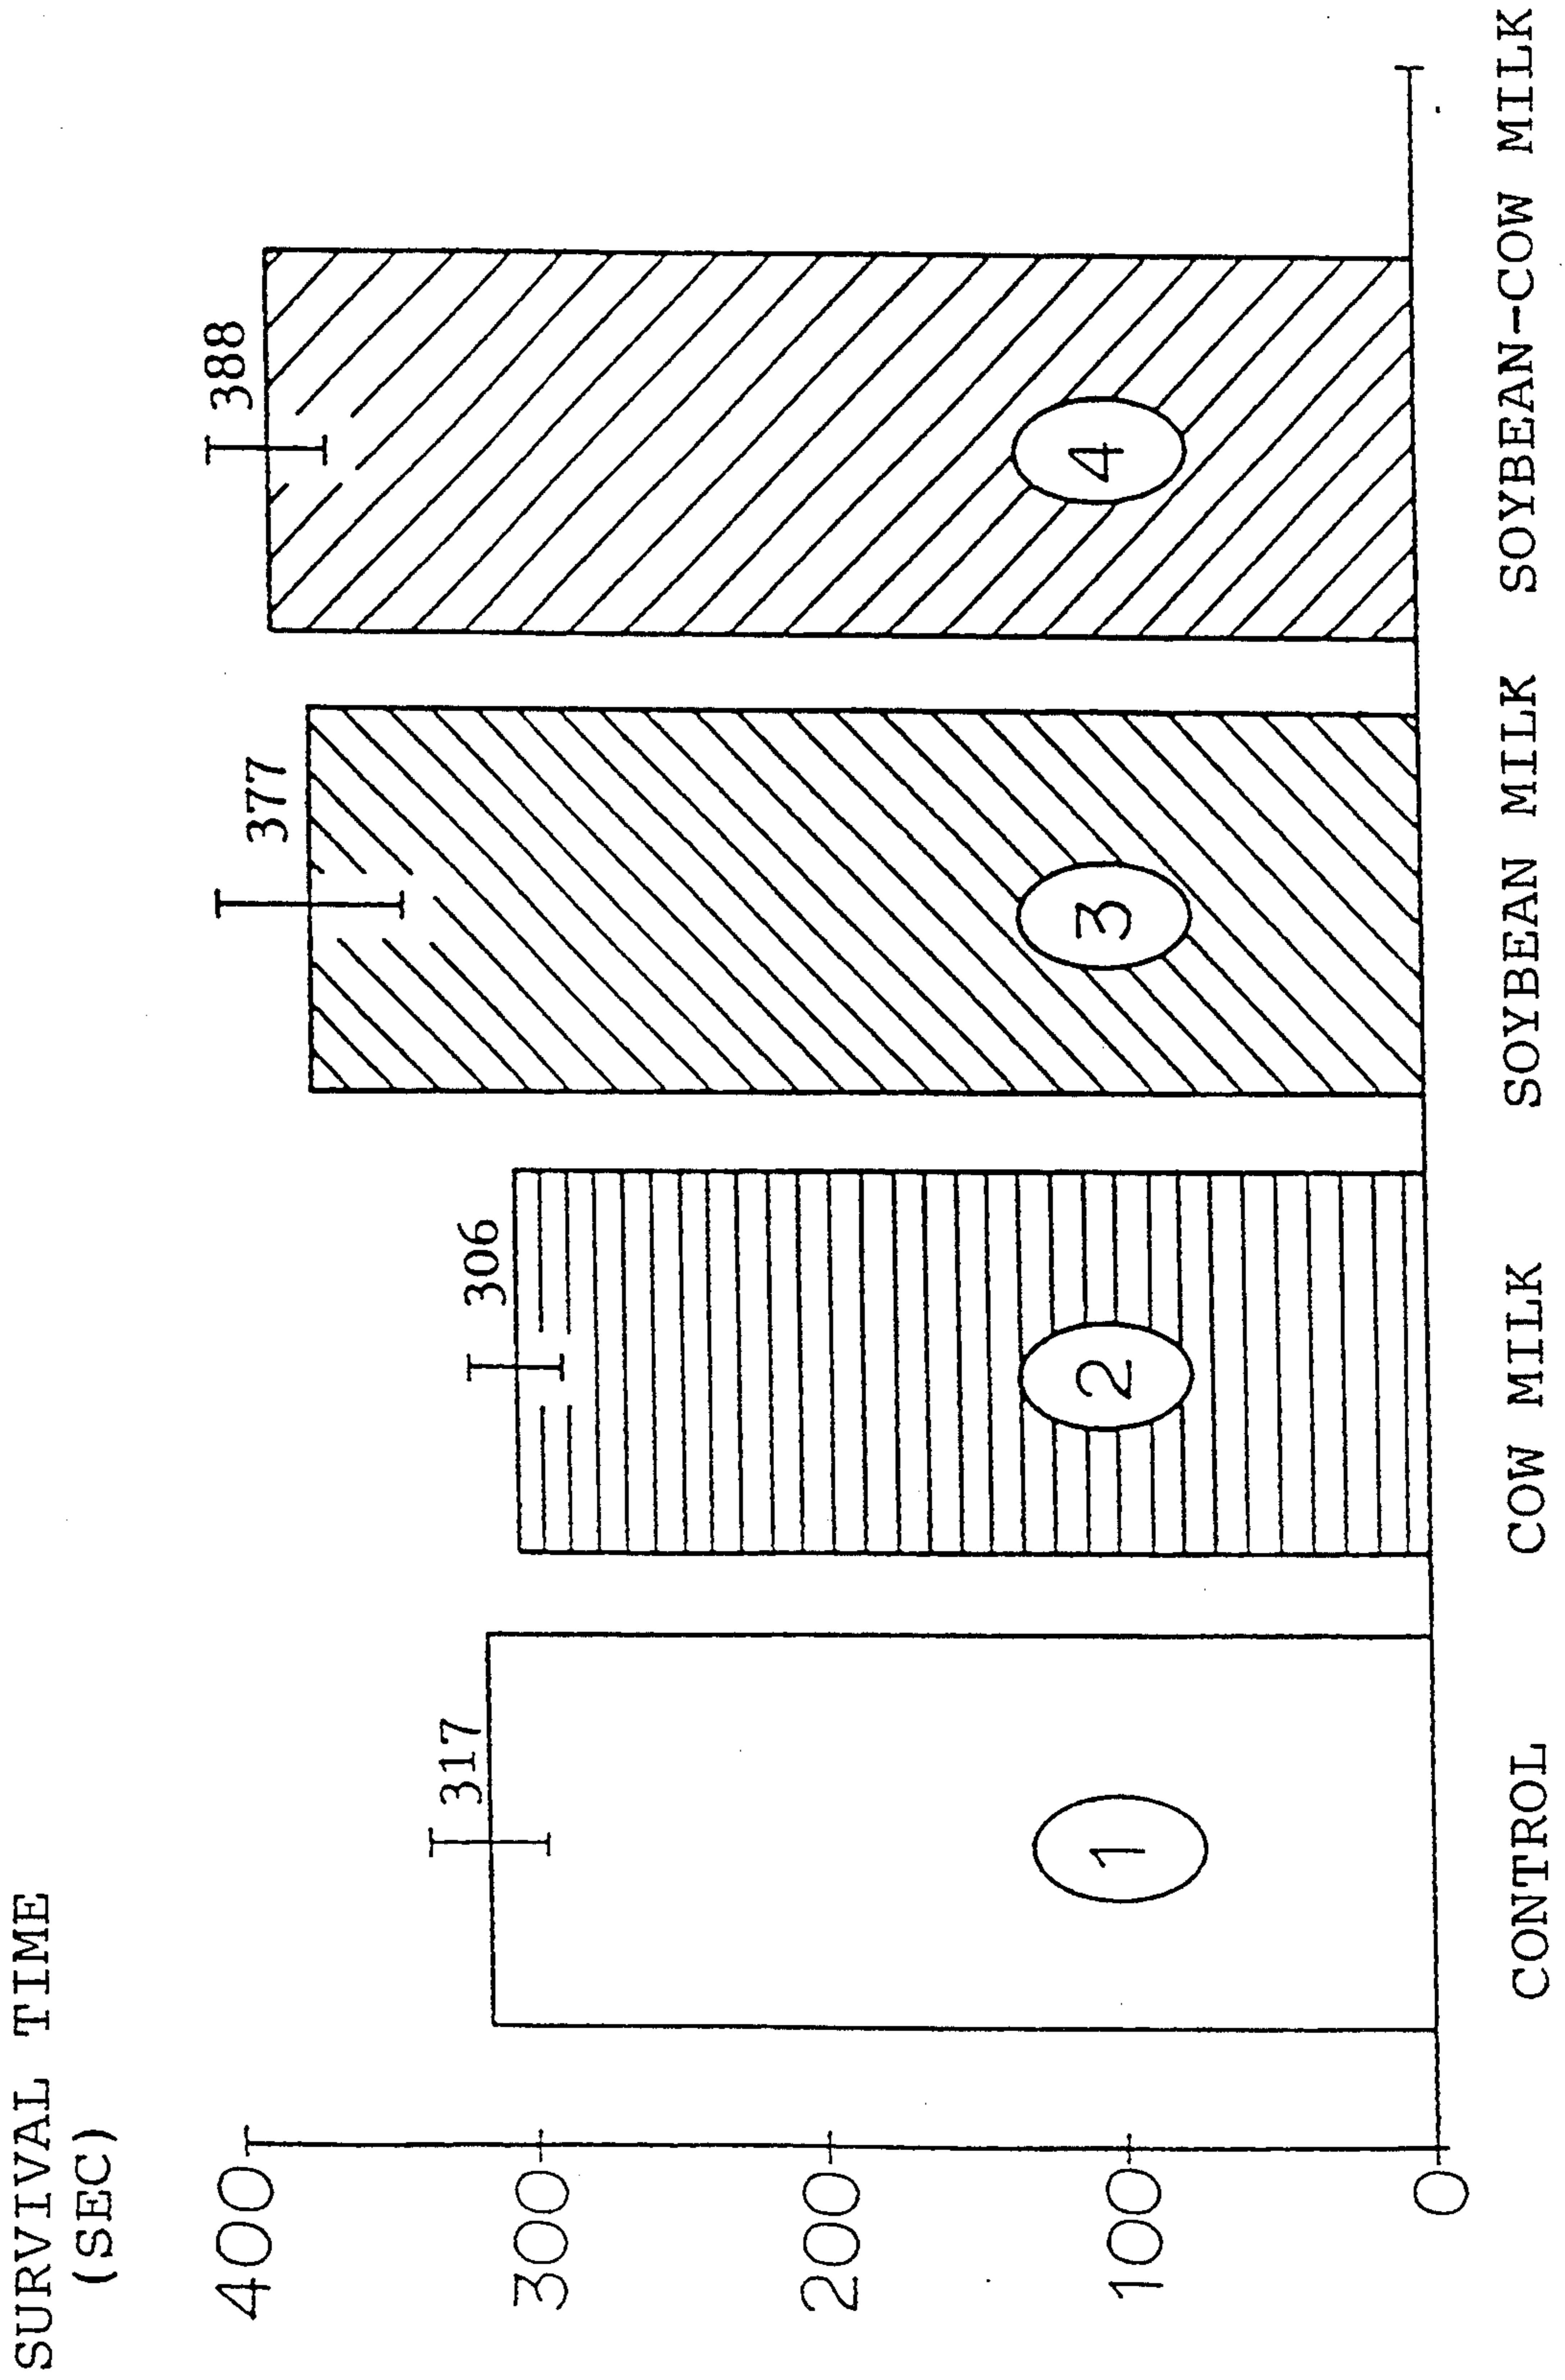 SURVIVAL TIME
(SEC)
400
300
200
100
0
317
306
377
388
1
2
3
4
CONTROL
COW MILK
SOYBEAN MILK
SOYBEAN-COW MILK